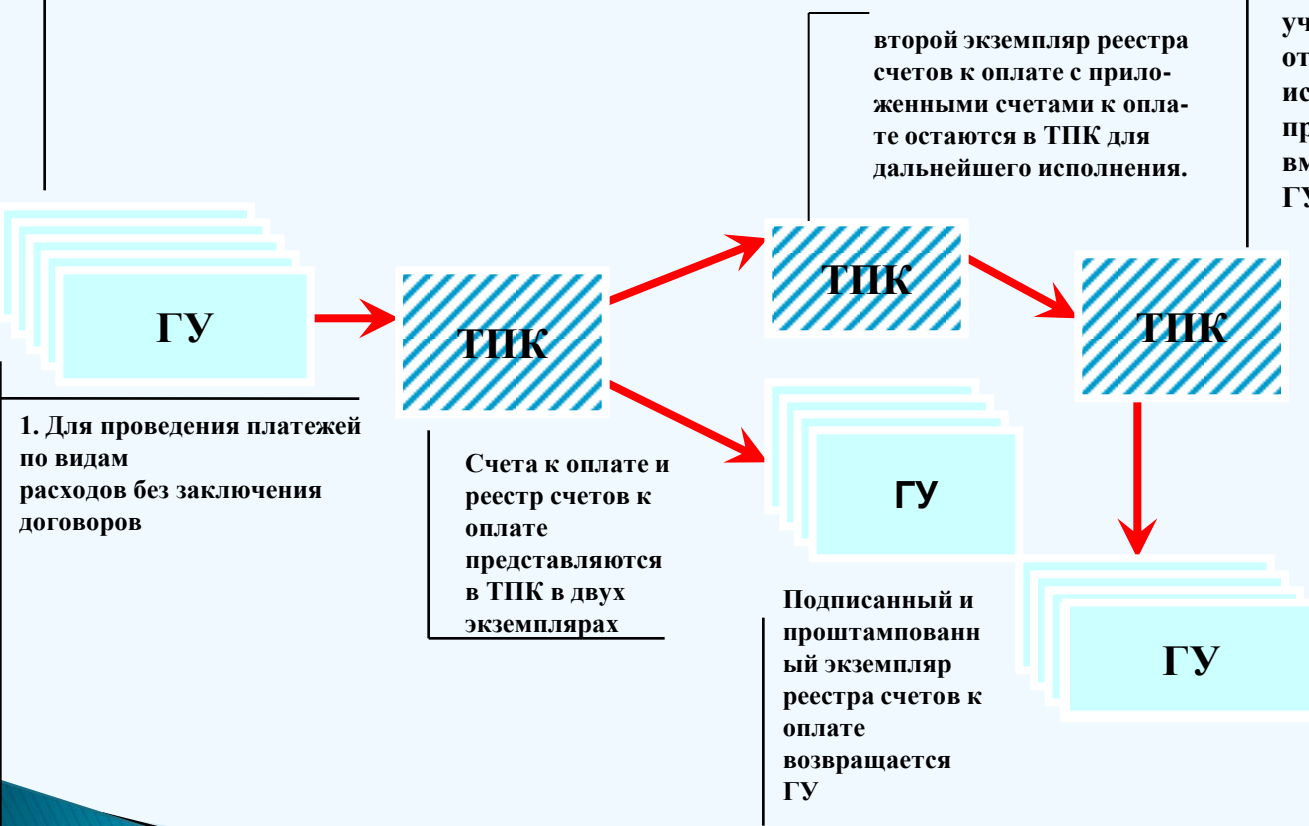 второй экземпляр реестра
счетов к оплате с прило-
женными счетами к опла-
те остаются в ТПК для
дальнейшего исполнения.
ГУ
ТПК
ТПК
ТПК
1. Для проведения платежей
по видам
расходов без заключения
договоров
Счета к оплате и
реестр счетов к
оплате
представляются
в ТПК в двух
экземплярах
ГУ
Подписанный и
проштампованн
ый экземпляр
реестра счетов к
оплате
возвращается
ГУ
ГУ